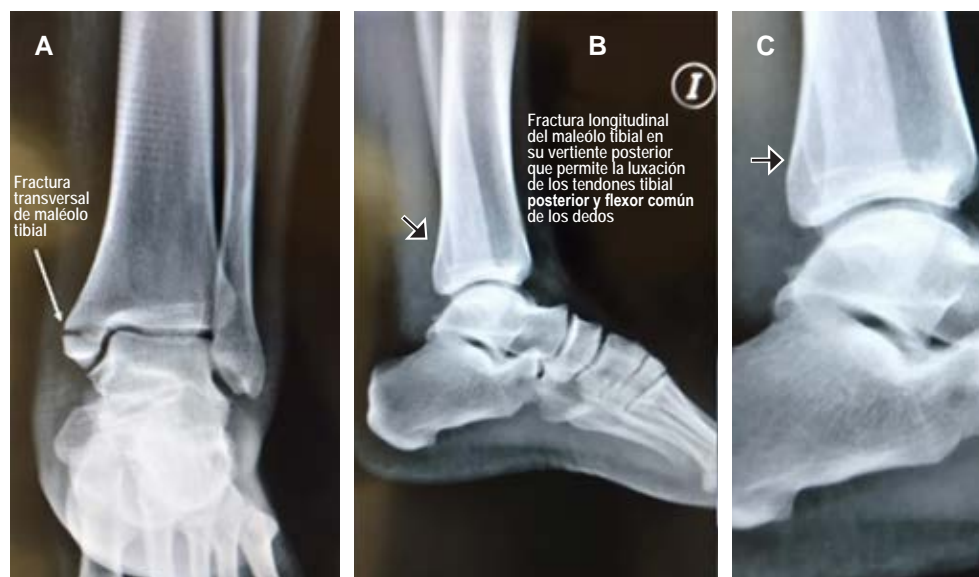 A
Fractura
transversal
de maléolo
tibial
B
I
Fractura longitudinal
del maleólo tibial en
su vertiente posterior
que permite la luxación
de los tendones tibial
posterior y flexor común
de los dedos
C